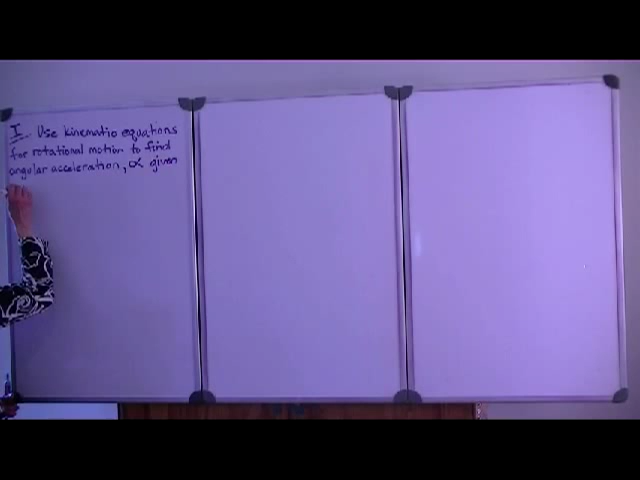 I. Use kinematic equations
for rotational motion to find
angular acceleration, α given